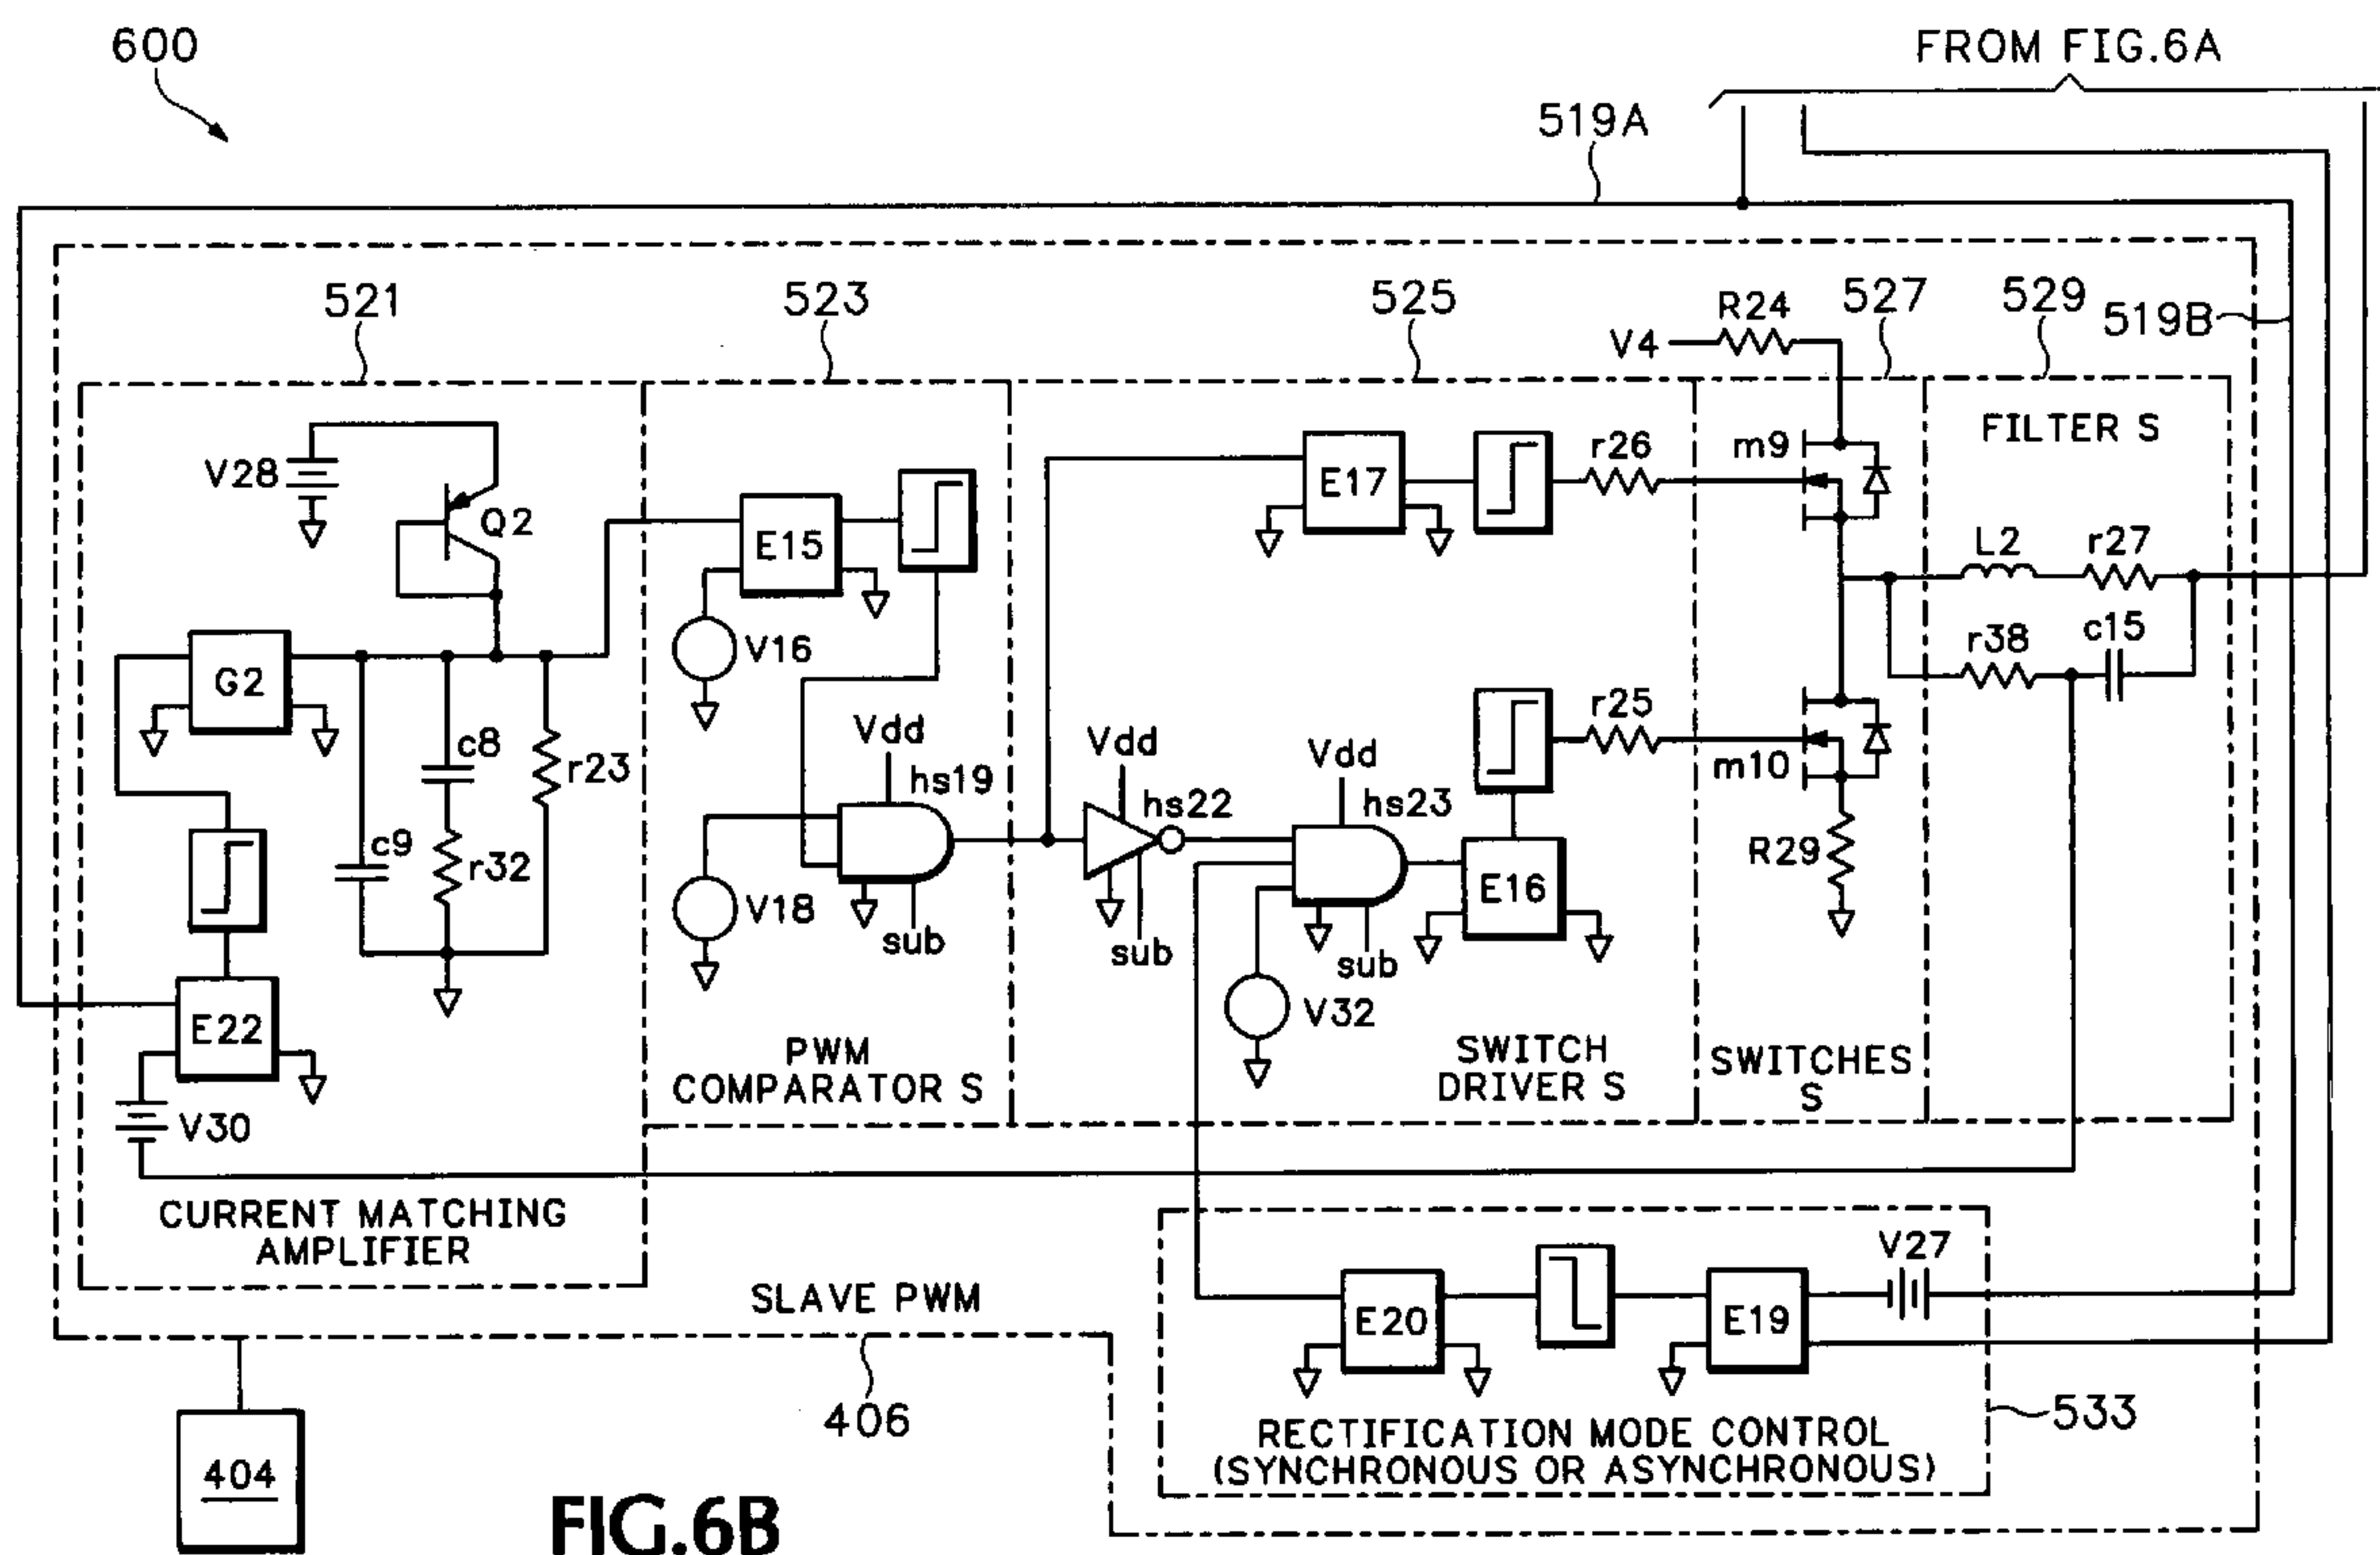 600
FROM FIG.6A
519A
521
523
525
R24
527
529
519B
V4
FILTER S
V28
Q2
E15
V16
E17
r26
m9
L2
r27
r38
c15
G2
c8
r23
c9
r32
Vdd
hs19
V18
sub
Vdd
hs22
sub
Vdd
hs23
sub
V32
E16
r25
m10
R29
E22
V30
PWM
COMPARATOR S
SWITCH
DRIVER S
SWITCHES
S
CURRENT MATCHING
AMPLIFIER
SLAVE PWM
406
E20
E19
V27
RECTIFICATION MODE CONTROL
(SYNCHRONOUS OR ASYNCHRONOUS)
533
404
FIG.6B